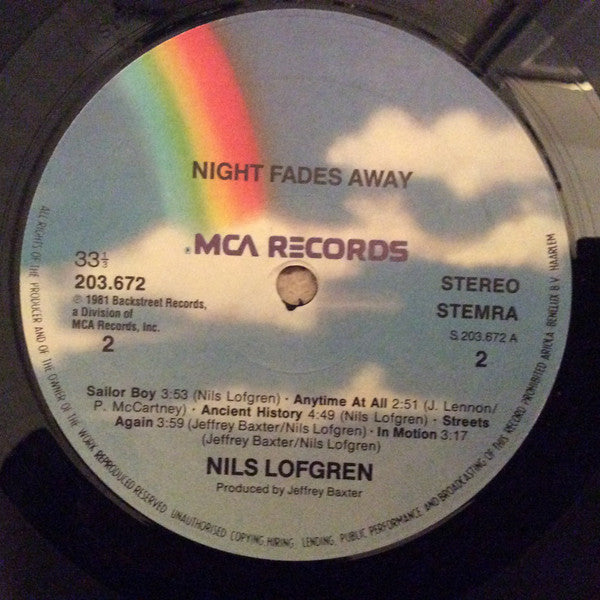 NIGHT FADES AWAY
MCA RECORDS
33⅓
203.672
℗ 1981 Backstreet Records,
a Division of
MCA Records, Inc.
2
STEREO
STEMRA
S 203.672 A
2
Sailor Boy 3:53 (Nils Lofgren) · Anytime At All 2:51 (J. Lennon/
P. McCartney) · Ancient History 4:49 (Nils Lofgren) · Streets
Again 3:59 (Jeffrey Baxter/Nils Lofgren) · In Motion 3:17
(Jeffrey Baxter/Nils Lofgren)
NILS LOFGREN
Produced by Jeffrey Baxter
ALL RIGHTS OF THE PRODUCER AND OF THE OWNER OF THE WORK REPRODUCED RESERVED. UNAUTHORISED COPYING, HIRING, LENDING, PUBLIC PERFORMANCE AND BROADCASTING OF THIS RECORD PROHIBITED ARIOLA-BENELUX B.V. HAARLEM